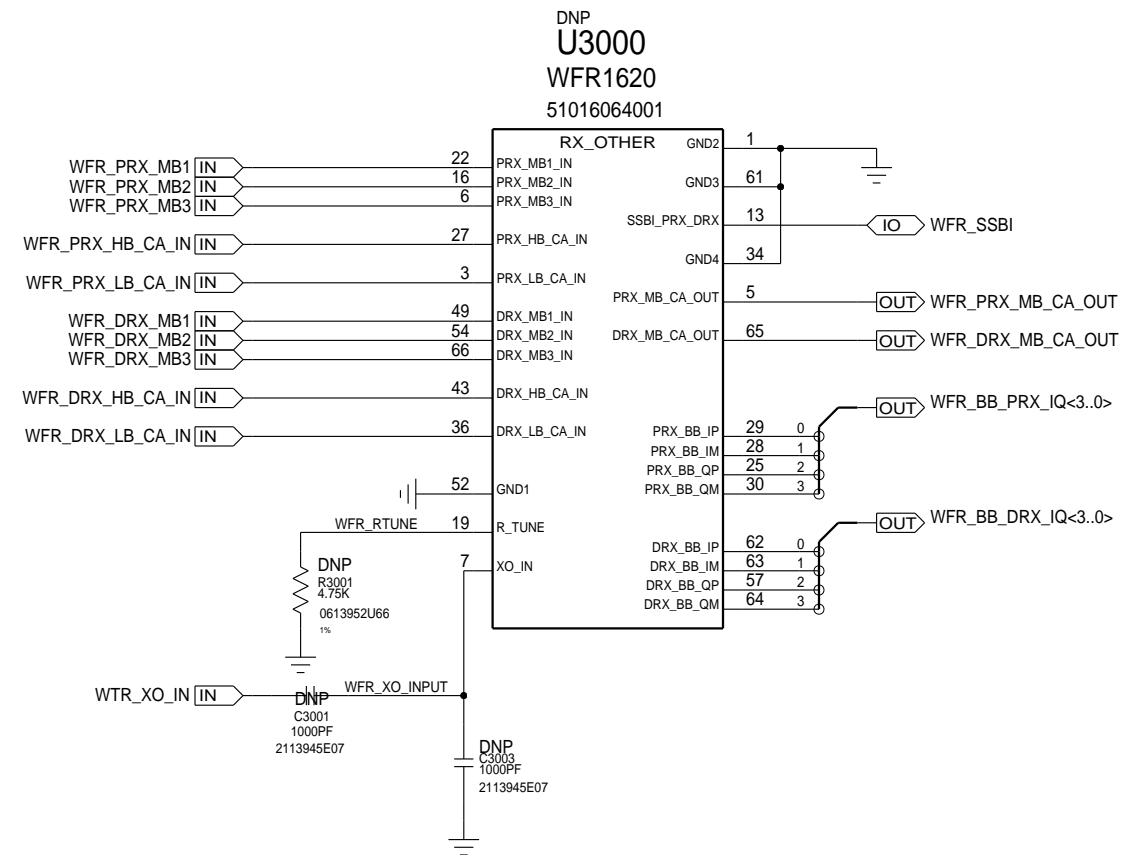 DNP
U3000
WFR1620
51016064001
RX_OTHER
WFR_PRX_MB1 IN 22 PRX_MB1_IN
WFR_PRX_MB2 IN 16 PRX_MB2_IN
WFR_PRX_MB3 IN 6 PRX_MB3_IN
WFR_PRX_HB_CA_IN IN 27 PRX_HB_CA_IN
WFR_PRX_LB_CA_IN IN 3 PRX_LB_CA_IN
WFR_DRX_MB1 IN 49 DRX_MB1_IN
WFR_DRX_MB2 IN 54 DRX_MB2_IN
WFR_DRX_MB3 IN 66 DRX_MB3_IN
WFR_DRX_HB_CA_IN IN 43 DRX_HB_CA_IN
WFR_DRX_LB_CA_IN IN 36 DRX_LB_CA_IN
52 GND1
WFR_RTUNE 19 R_TUNE
7 XO_IN
GND2 1
GND3 61
SSBI_PRX_DRX 13 IO WFR_SSBI
GND4 34
PRX_MB_CA_OUT 5 OUT WFR_PRX_MB_CA_OUT
DRX_MB_CA_OUT 65 OUT WFR_DRX_MB_CA_OUT
OUT WFR_BB_PRX_IQ<3..0>
PRX_BB_IP 29 0
PRX_BB_IM 28 1
PRX_BB_QP 25 2
PRX_BB_QM 30 3
OUT WFR_BB_DRX_IQ<3..0>
DRX_BB_IP 62 0
DRX_BB_IM 63 1
DRX_BB_QP 57 2
DRX_BB_QM 64 3
DNP
R3001
4.75K
0613952U66
1%
WTR_XO_IN IN WFR_XO_INPUT
DNP
C3001
1000PF
2113945E07
DNP
C3003
1000PF
2113945E07